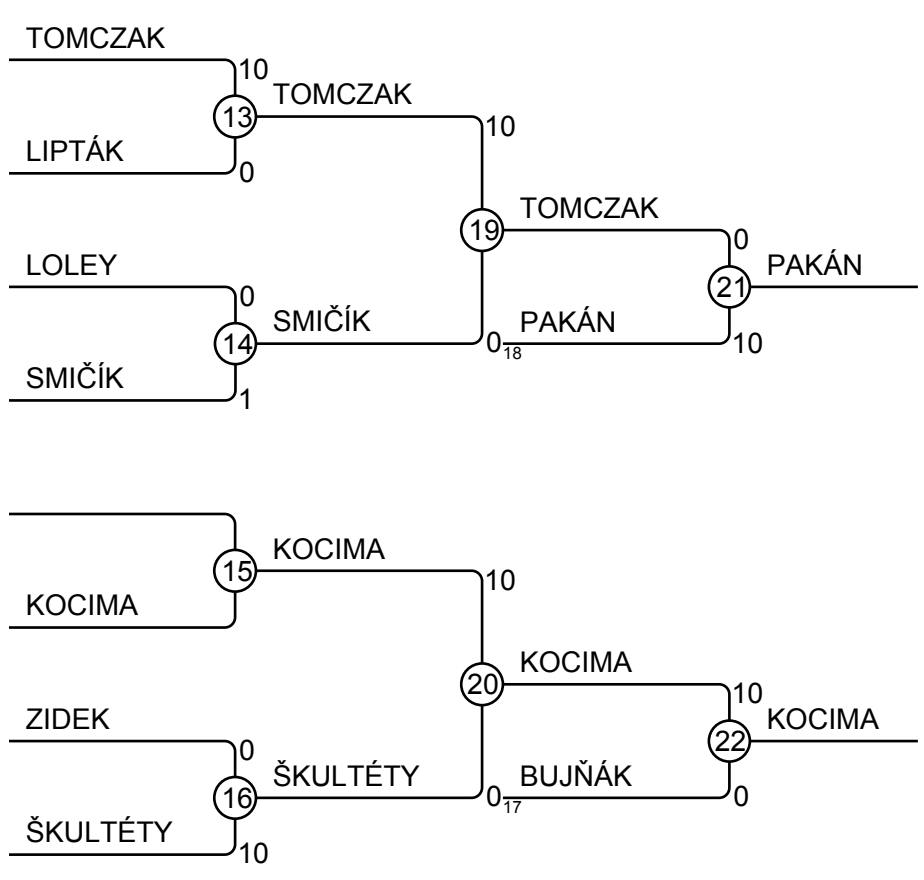 TOMCZAK
10
13 TOMCZAK
LIPTÁK
0
10
19 TOMCZAK
LOLEY
0
14 SMIČÍK
SMIČÍK
1
0
18 PAKÁN
0
21 PAKÁN
10
15 KOCIMA
KOCIMA
10
20 KOCIMA
ZIDEK
0
16 ŠKULTÉTY
ŠKULTÉTY
10
0
17 BUJŇÁK
10
22 KOCIMA
0